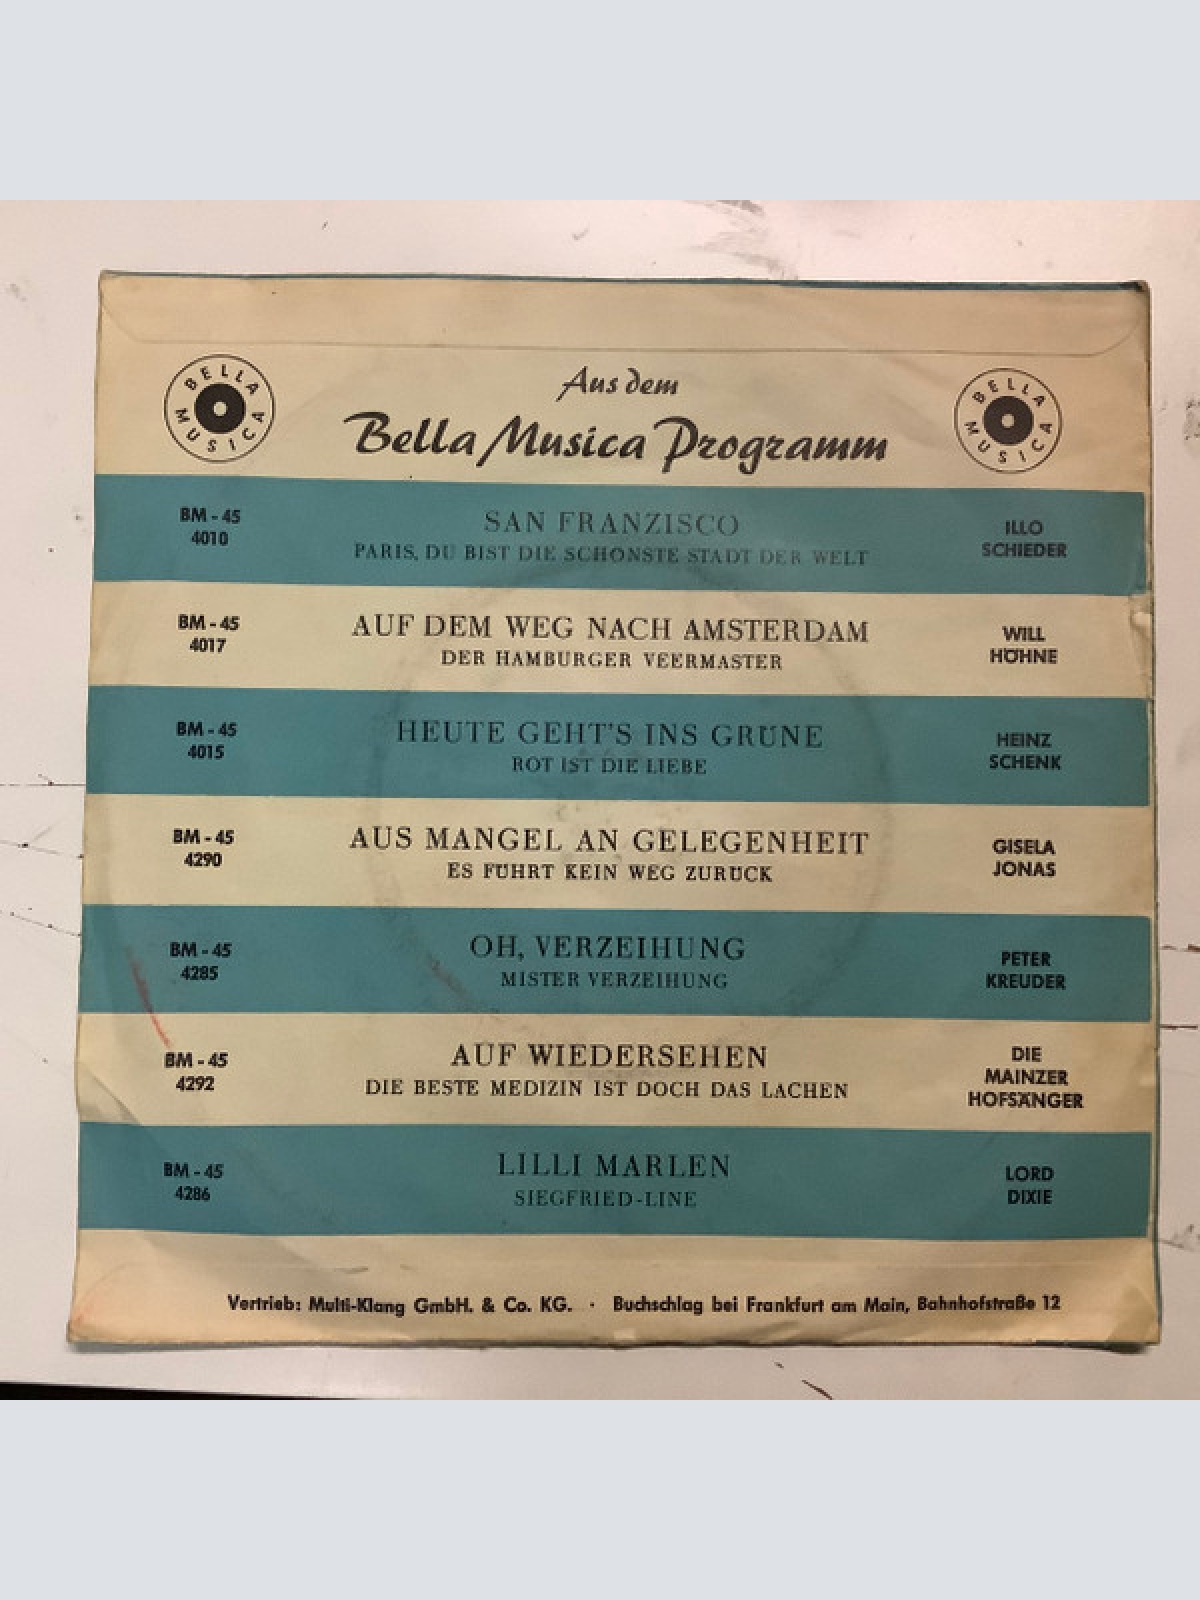 BELLA MUSICA
Aus dem
BELLA MUSICA
Bella Musica Programm
BM - 45
4010
SAN FRANZISCO
PARIS, DU BIST DIE SCHÖNSTE STADT DER WELT
ILLO
SCHIEDER
BM - 45
4017
AUF DEM WEG NACH AMSTERDAM
DER HAMBURGER VEERMASTER
WILL
HÖHNE
BM - 45
4015
HEUTE GEHT'S INS GRÜNE
ROT IST DIE LIEBE
HEINZ
SCHENK
BM - 45
4290
AUS MANGEL AN GELEGENHEIT
ES FÜHRT KEIN WEG ZURÜCK
GISELA
JONAS
BM - 45
4285
OH, VERZEIHUNG
MISTER VERZEIHUNG
PETER
KREUDER
BM - 45
4292
AUF WIEDERSEHEN
DIE BESTE MEDIZIN IST DOCH DAS LACHEN
DIE
MAINZER
HOFSÄNGER
BM - 45
4286
LILLI MARLEN
SIEGFRIED-LINE
LORD
DIXIE
Vertrieb: Multi-Klang GmbH. & Co. KG. · Buchschlag bei Frankfurt am Main, Bahnhofstraße 12